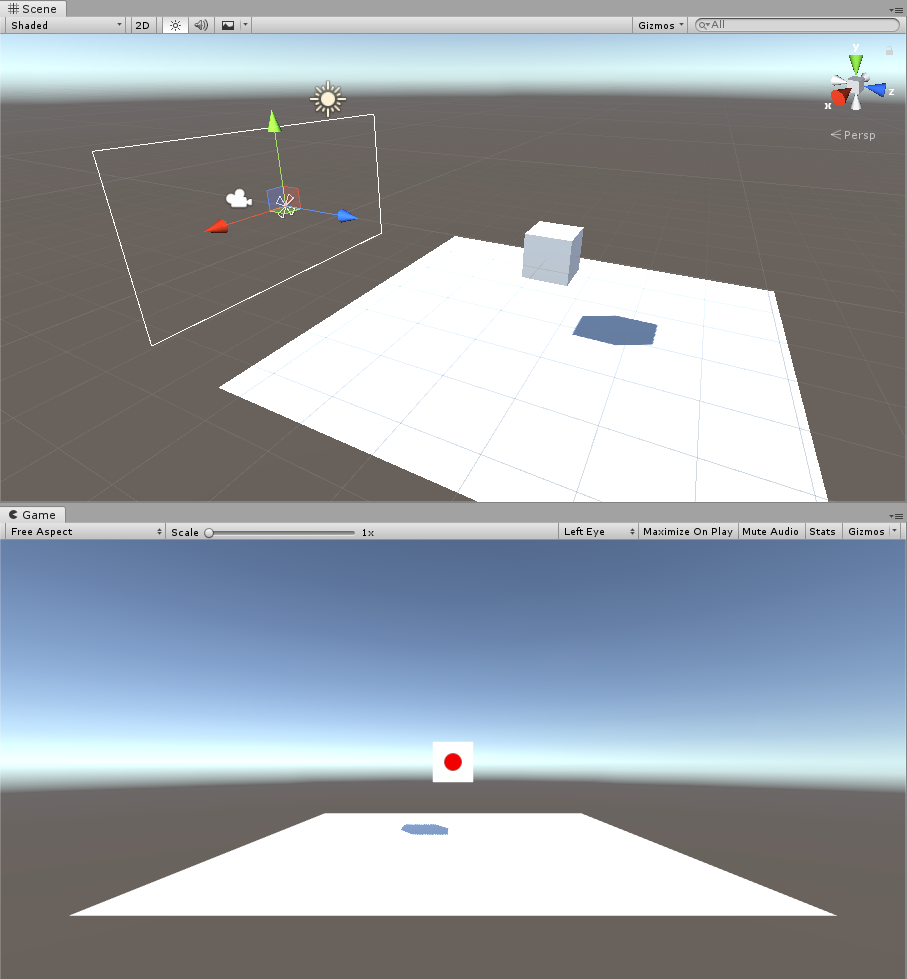 Scene
Shaded 2D Gizmos All
y
z
x
Persp
Game
Free Aspect Scale 1x Left Eye Maximize On Play Mute Audio Stats Gizmos